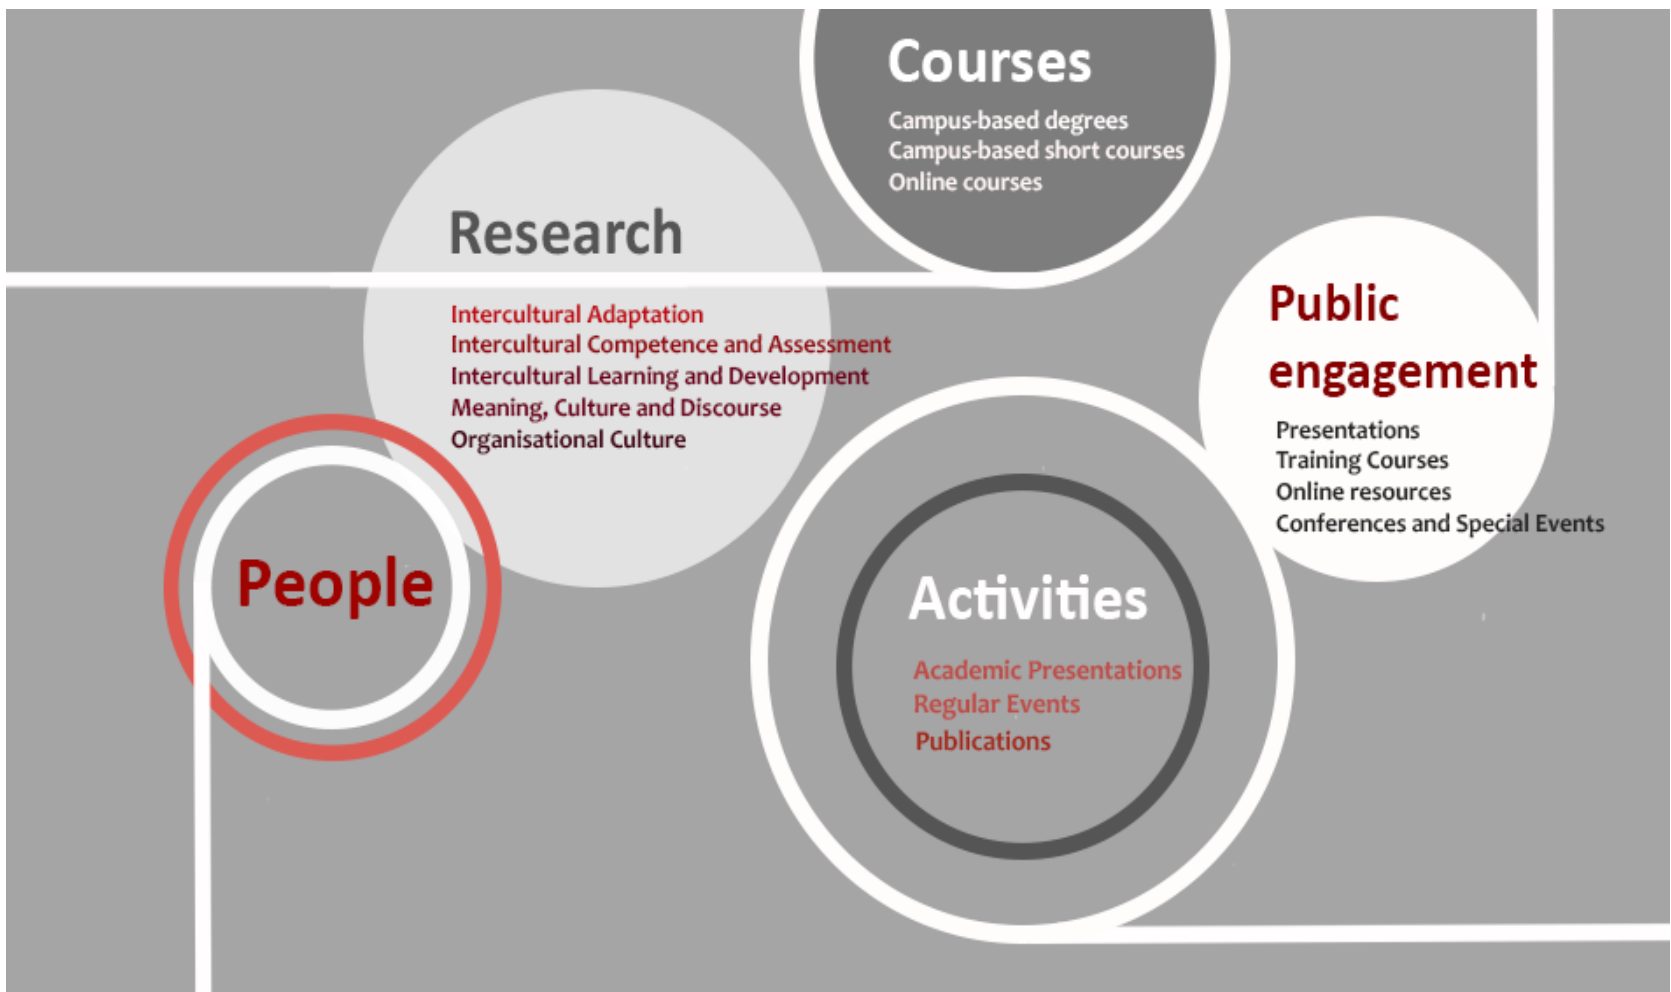 Courses
Campus-based degrees
Campus-based short courses
Online courses
Research
Intercultural Adaptation
Intercultural Competence and Assessment
Intercultural Learning and Development
Meaning, Culture and Discourse
Organisational Culture
Public
engagement
Presentations
Training Courses
Online resources
Conferences and Special Events
People
Activities
Academic Presentations
Regular Events
Publications